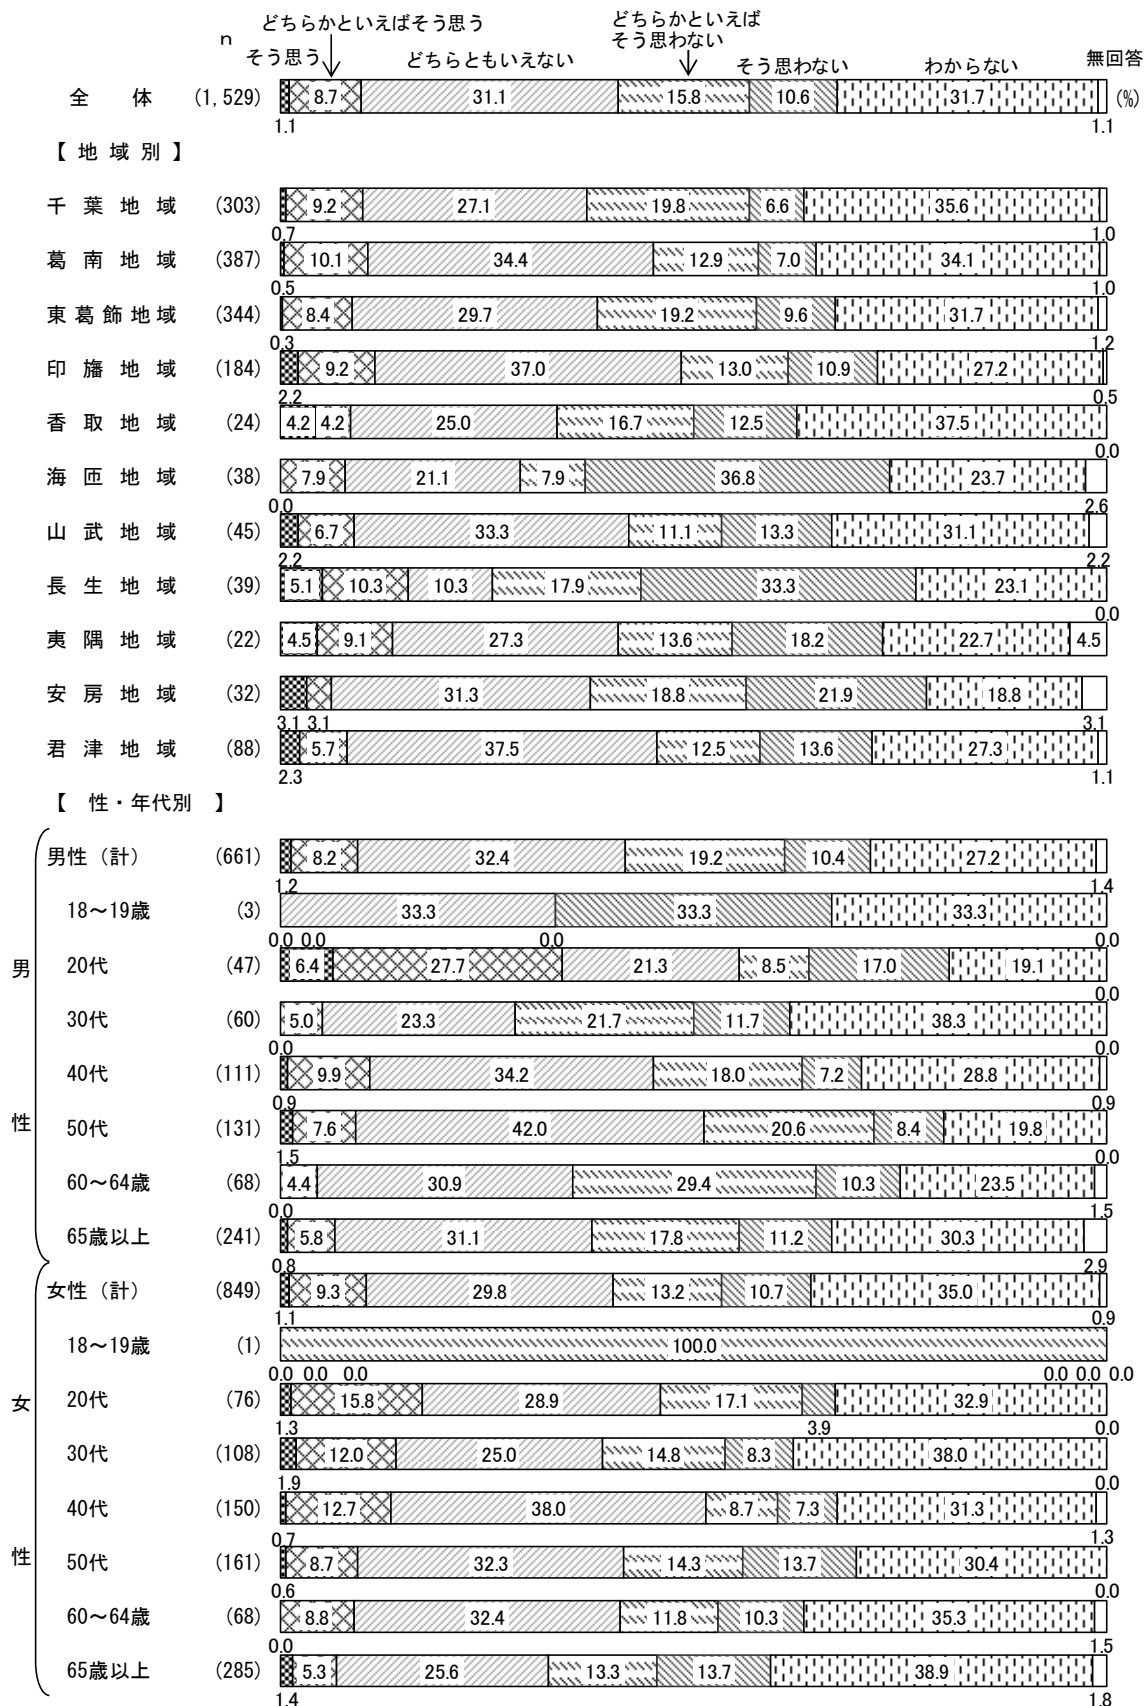 どちらかといえばそう思う
どちらかといえば
そう思わない
n
そう思う
どちらともいえない
そう思わない
わからない
無回答
全 体 (1,529) 8.7 31.1 15.8 10.6 31.7 (%)
1.1 1.1
【 地 域 別 】
千 葉 地 域 (303) 9.2 27.1 19.8 6.6 35.6
0.7 1.0
葛 南 地 域 (387) 10.1 34.4 12.9 7.0 34.1
0.5 1.0
東 葛 飾 地 域 (344) 8.4 29.7 19.2 9.6 31.7
0.3 1.2
印 旛 地 域 (184) 9.2 37.0 13.0 10.9 27.2
2.2 0.5
香 取 地 域 (24) 4.2 4.2 25.0 16.7 12.5 37.5
0.0
海 匝 地 域 (38) 7.9 21.1 7.9 36.8 23.7
0.0 2.6
山 武 地 域 (45) 6.7 33.3 11.1 13.3 31.1
2.2 2.2
長 生 地 域 (39) 5.1 10.3 10.3 17.9 33.3 23.1
0.0
夷 隅 地 域 (22) 4.5 9.1 27.3 13.6 18.2 22.7 4.5
安 房 地 域 (32) 31.3 18.8 21.9 18.8
3.1 3.1 3.1
君 津 地 域 (88) 5.7 37.5 12.5 13.6 27.3
2.3 1.1
【 性・年代別 】
男性（計） (661) 8.2 32.4 19.2 10.4 27.2
1.2 1.4
18～19歳 (3) 33.3 33.3 33.3
0.0 0.0 0.0 0.0
男
20代 (47) 6.4 27.7 21.3 8.5 17.0 19.1
0.0
30代 (60) 5.0 23.3 21.7 11.7 38.3
0.0 0.0
40代 (111) 9.9 34.2 18.0 7.2 28.8
0.9 0.9
性
50代 (131) 7.6 42.0 20.6 8.4 19.8
1.5 0.0
60～64歳 (68) 4.4 30.9 29.4 10.3 23.5
0.0 1.5
65歳以上 (241) 5.8 31.1 17.8 11.2 30.3
0.8 2.9
女性（計） (849) 9.3 29.8 13.2 10.7 35.0
1.1 0.9
18～19歳 (1) 100.0
0.0 0.0 0.0 0.0 0.0 0.0
女
20代 (76) 15.8 28.9 17.1 32.9
1.3 3.9 0.0
30代 (108) 12.0 25.0 14.8 8.3 38.0
1.9 0.0
40代 (150) 12.7 38.0 8.7 7.3 31.3
0.7 1.3
性
50代 (161) 8.7 32.3 14.3 13.7 30.4
0.6 0.0
60～64歳 (68) 8.8 32.4 11.8 10.3 35.3
0.0 1.5
65歳以上 (285) 5.3 25.6 13.3 13.7 38.9
1.4 1.8